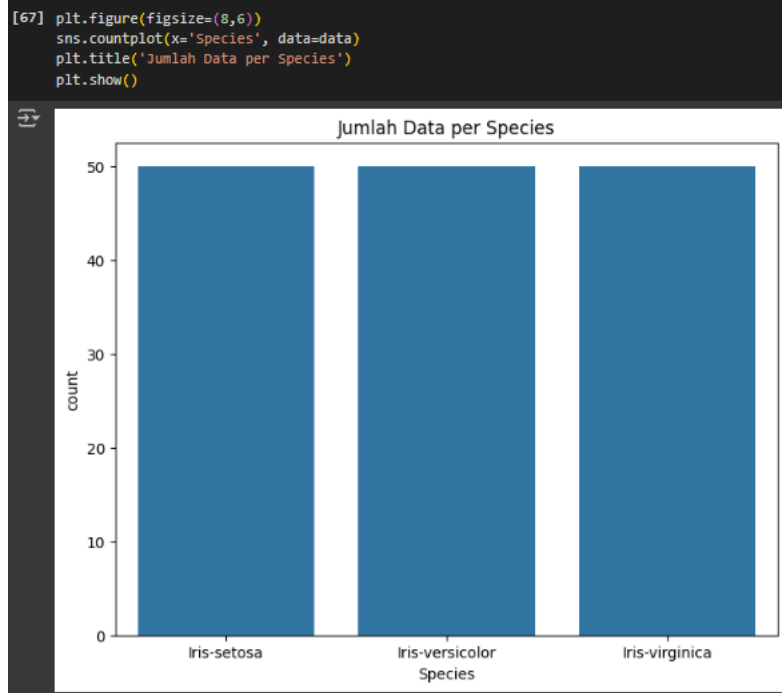 [67] plt.figure(figsize=(8,6))
sns.countplot(x='Species', data=data)
plt.title('Jumlah Data per Species')
plt.show()
Jumlah Data per Species
50
40
30
20
10
0
count
Iris-setosa Iris-versicolor Iris-virginica
Species